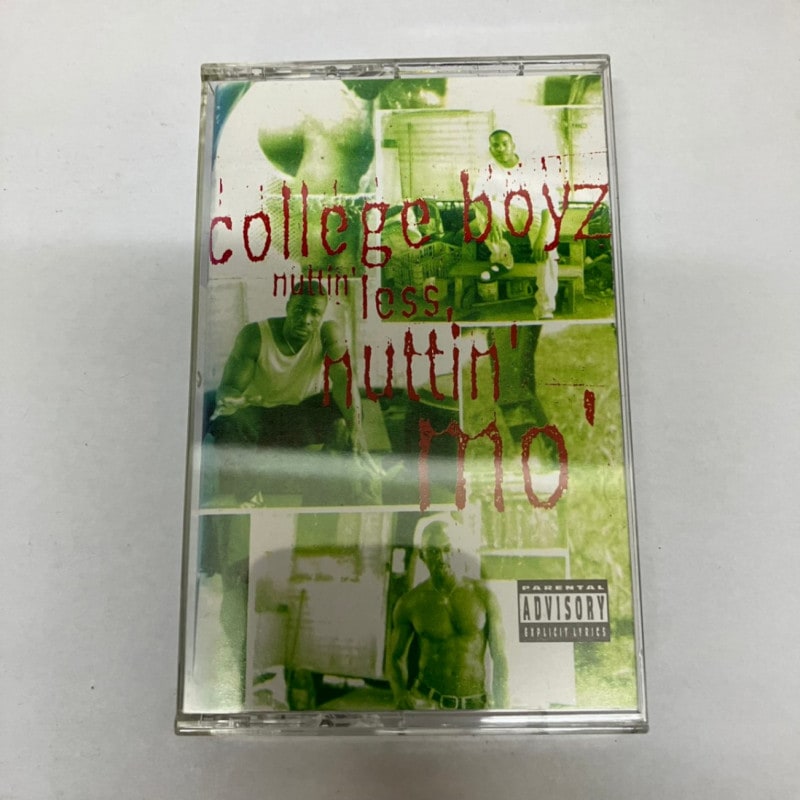 college boyz
nuttin' less,
nuttin'
mo'
PARENTAL
ADVISORY
EXPLICIT LYRICS